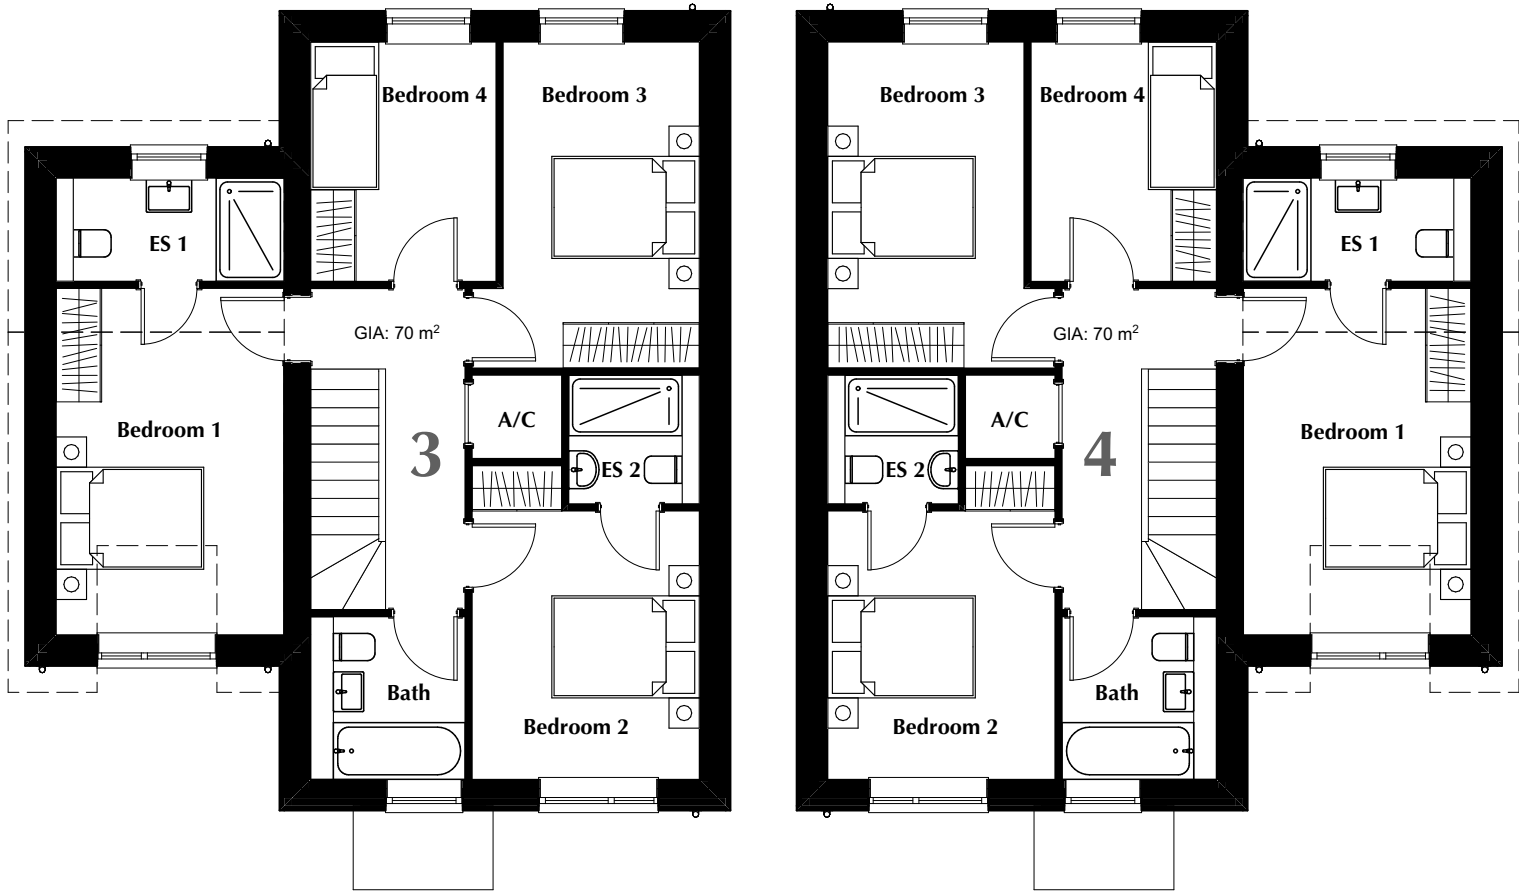 Bedroom 4
Bedroom 3
ES 1
GIA: 70 m²
Bedroom 1
3
A/C
ES 2
Bath
Bedroom 2
Bedroom 3
Bedroom 4
ES 1
GIA: 70 m²
A/C
4
Bedroom 1
ES 2
Bath
Bedroom 2